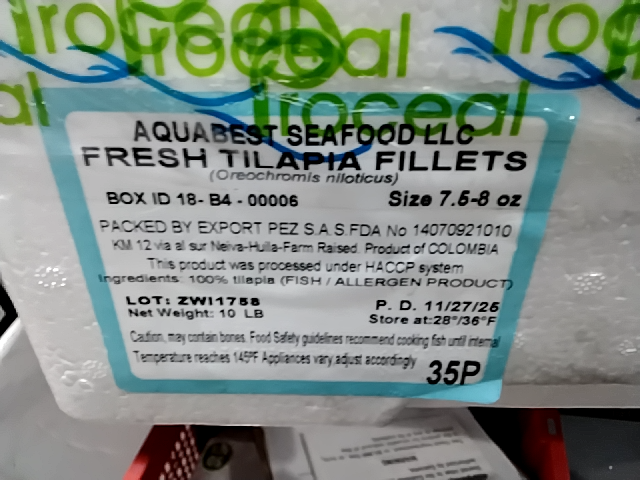 troceal
AQUABEST SEAFOOD LLC
FRESH TILAPIA FILLETS
(Oreochromis niloticus)
BOX ID 18- B4 - 00006 Size 7.5-8 oz
PACKED BY EXPORT PEZ S.A.S.FDA No 14070921010
KM 12 via al sur Neiva-Huila-Farm Raised. Product of COLOMBIA
This product was processed under HACCP system
Ingredients: 100% tilapia (FISH / ALLERGEN PRODUCT)
LOT: ZWI1758 P. D. 11/27/25
Net Weight: 10 LB Store at:28°/36°F
Caution, may contain bones. Food Safety guidelines recommend cooking fish until internal
Temperature reaches 145ºF Appliances vary,adjust accordingly
35P